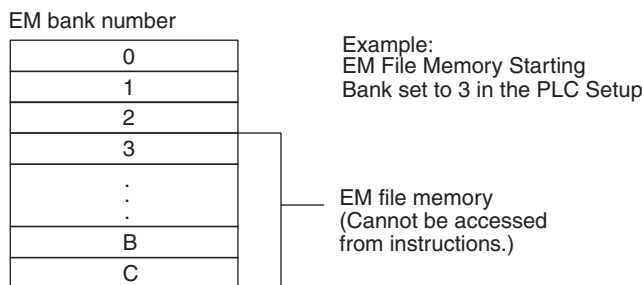 EM bank number
0
1
2
3
.
.
.
B
C
Example:
EM File Memory Starting
Bank set to 3 in the PLC Setup
EM file memory
(Cannot be accessed
from instructions.)